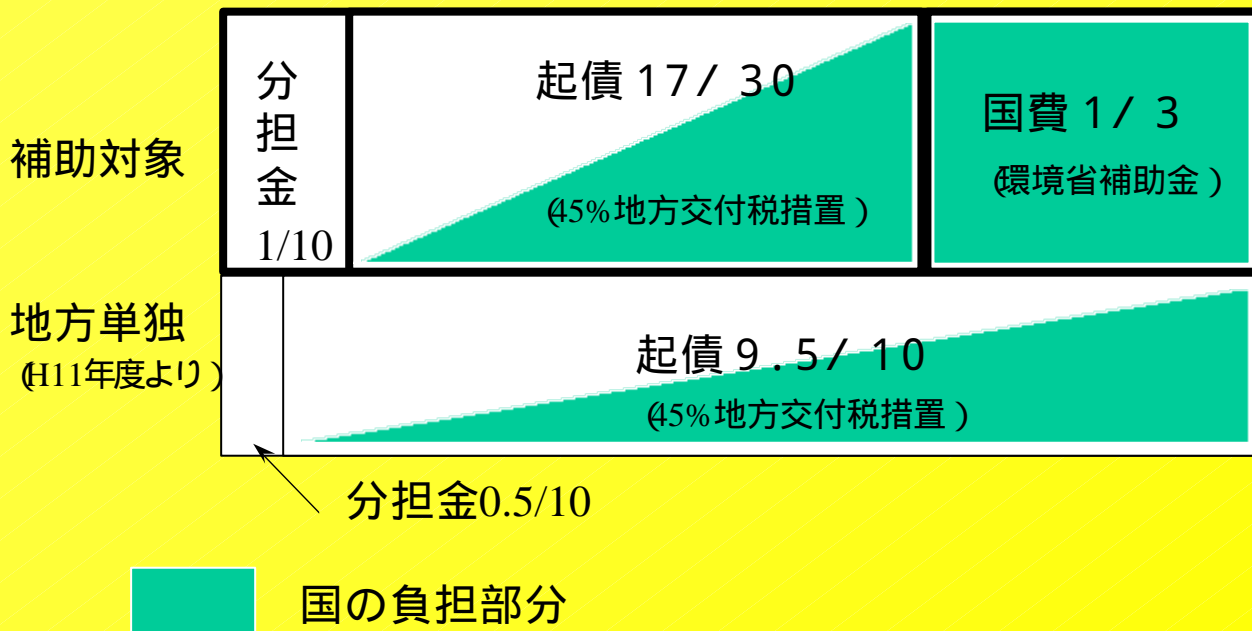 補助対象
分担金
1/10
起債17/30
(45%地方交付税措置)
国費1/3
(環境省補助金)
地方単独
(H11年度より)
起債9.5/10
(45%地方交付税措置)
分担金0.5/10
国の負担部分